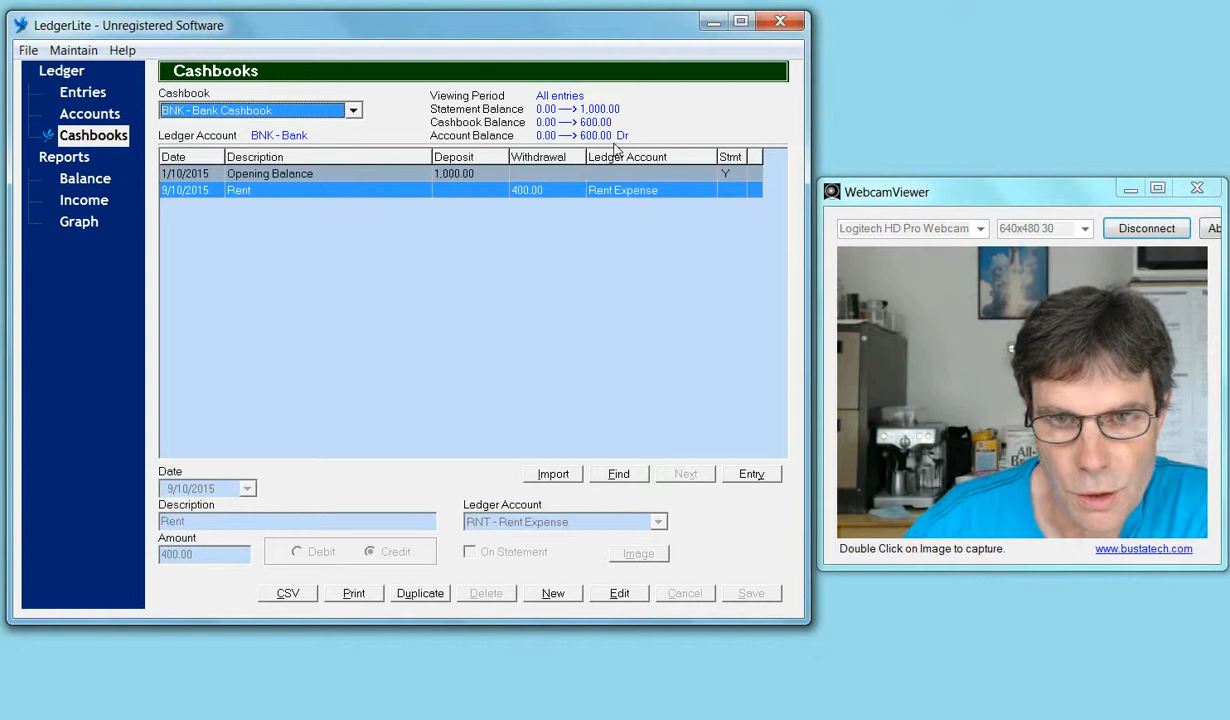 LedgerLite - Unregistered Software
File Maintain Help
Ledger
Entries
Accounts
Cashbooks
Reports
Balance
Income
Graph
Cashbooks
Cashbook
BNK - Bank Cashbook
Ledger Account BNK - Bank
Viewing Period All entries
Statement Balance 0.00 —> 1,000.00
Cashbook Balance 0.00 —> 600.00
Account Balance 0.00 —> 600.00 Dr
Date Description Deposit Withdrawal Ledger Account Stmt
1/10/2015 Opening Balance 1,000.00 Y
9/10/2015 Rent 400.00 Rent Expense
Import Find Next Entry
Date
9/10/2015
Description
Rent
Ledger Account
RNT - Rent Expense
Amount
400.00
Debit Credit
On Statement
Image
CSV Print Duplicate Delete New Edit Cancel Save
WebcamViewer
Logitech HD Pro Webcam 640x480 30 Disconnect Ab
All-
Double Click on Image to capture. www.bustatech.com